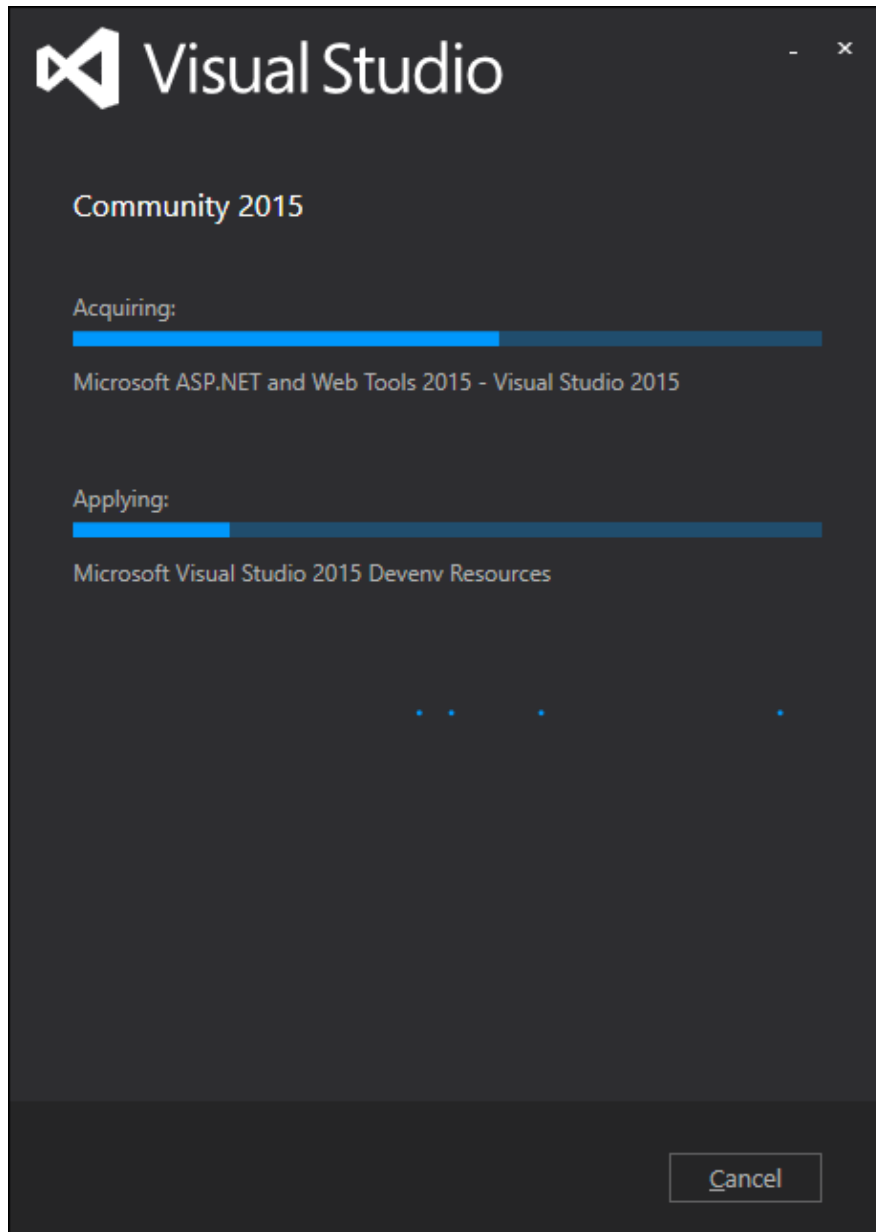 Visual Studio
Community 2015
Acquiring:
Microsoft ASP.NET and Web Tools 2015 - Visual Studio 2015
Applying:
Microsoft Visual Studio 2015 Devenv Resources
Cancel